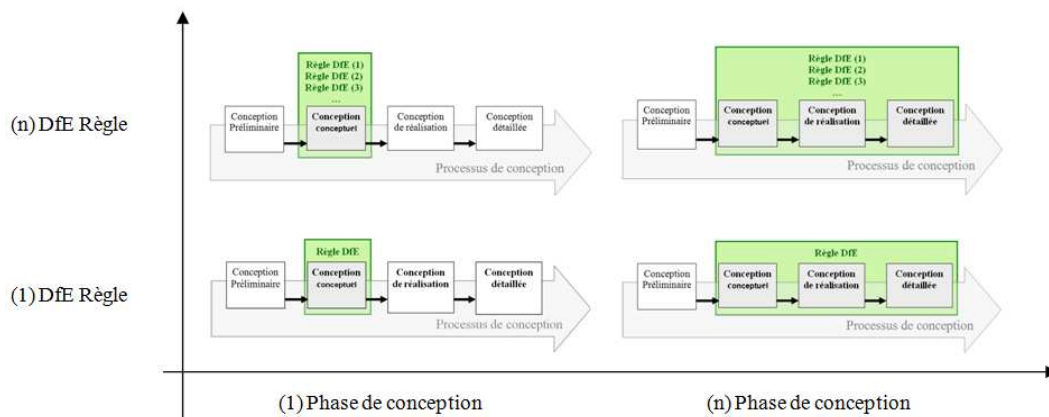 (n) DfE Règle
Règle DfE (1)
Règle DfE (2)
Règle DfE (3)
...
Conception
Préliminaire
Conception
conceptuel
Conception
de réalisation
Conception
détaillée
Processus de conception
Règle DfE (1)
Règle DfE (2)
Règle DfE (3)
...
Conception
Préliminaire
Conception
conceptuel
Conception
de réalisation
Conception
détaillée
Processus de conception
(1) DfE Règle
Règle DfE
Conception
Préliminaire
Conception
conceptuel
Conception
de réalisation
Conception
détaillée
Processus de conception
Règle DfE
Conception
Préliminaire
Conception
conceptuel
Conception
de réalisation
Conception
détaillée
Processus de conception
(1) Phase de conception
(n) Phase de conception